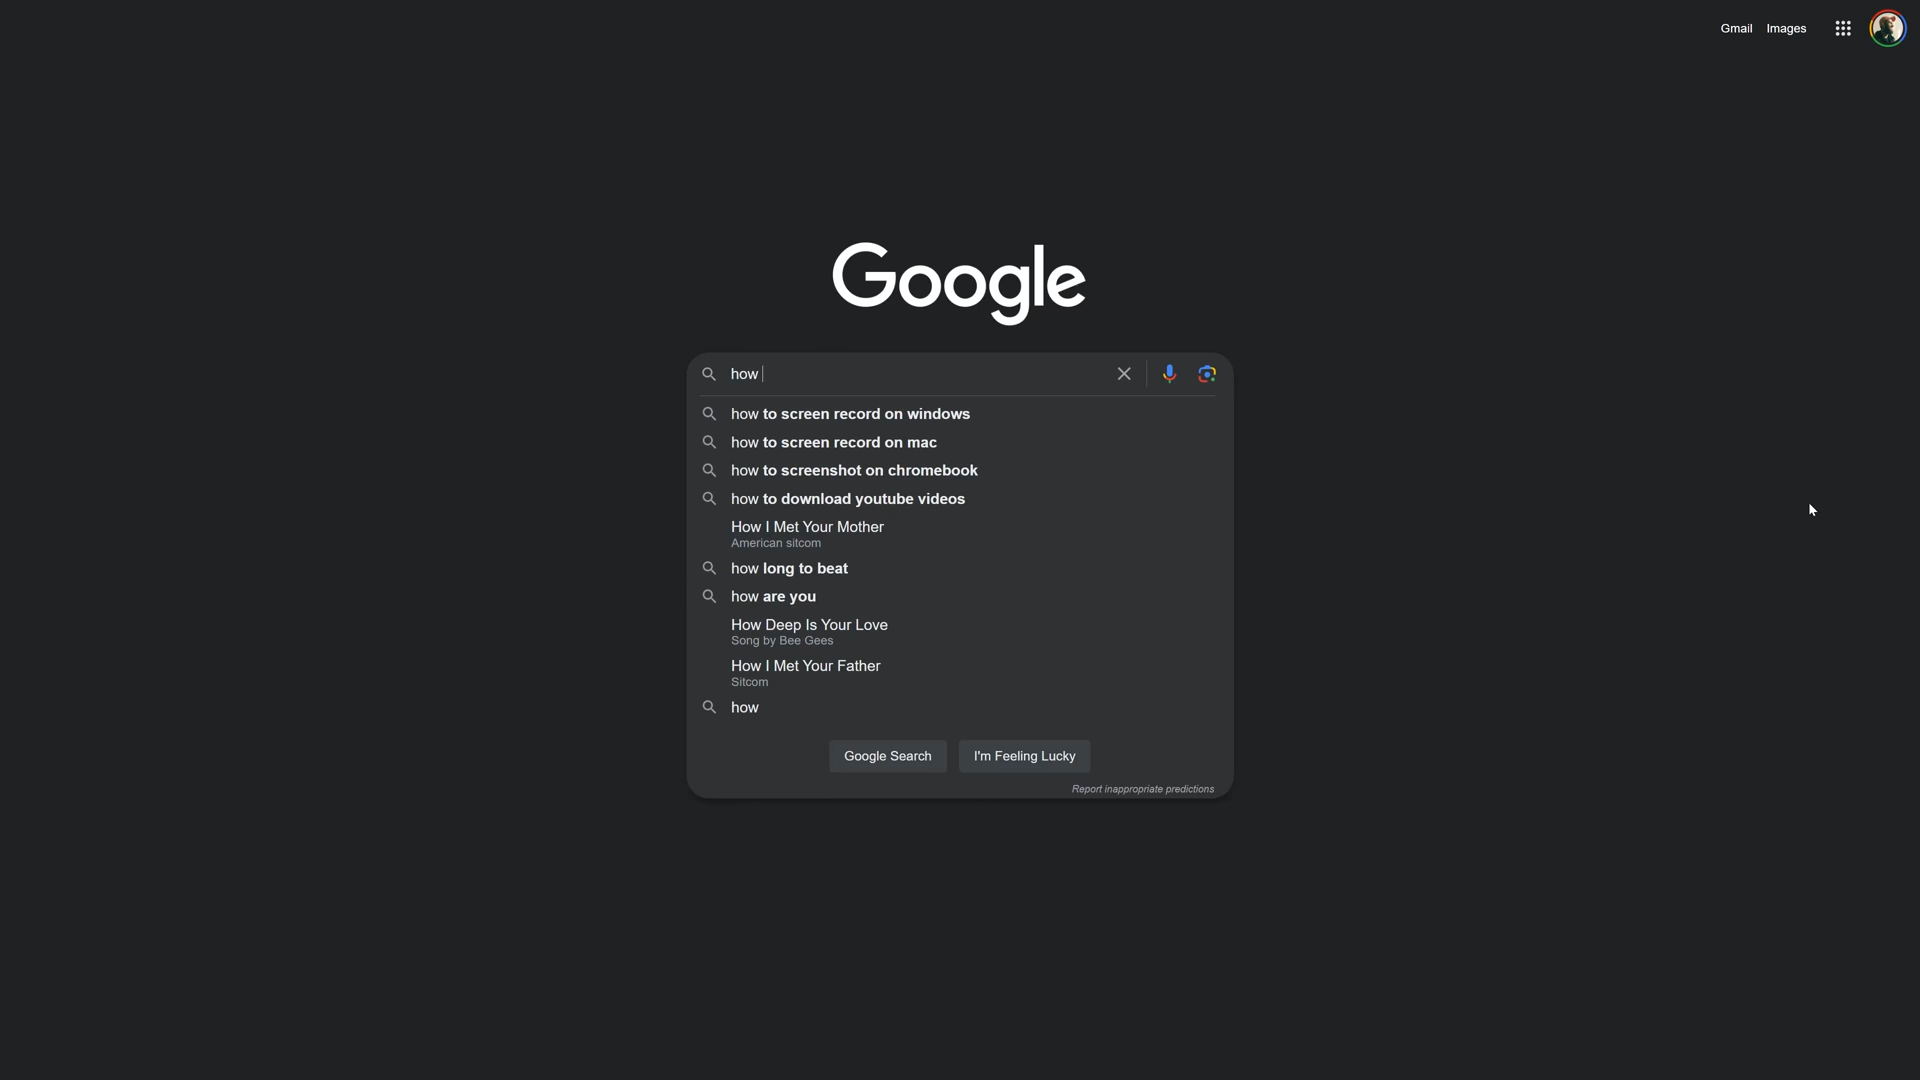 Gmail Images
Google
how
how to screen record on windows
how to screen record on mac
how to screenshot on chromebook
how to download youtube videos
How I Met Your Mother
American sitcom
how long to beat
how are you
How Deep Is Your Love
Song by Bee Gees
How I Met Your Father
Sitcom
how
Google Search I'm Feeling Lucky
Report inappropriate predictions